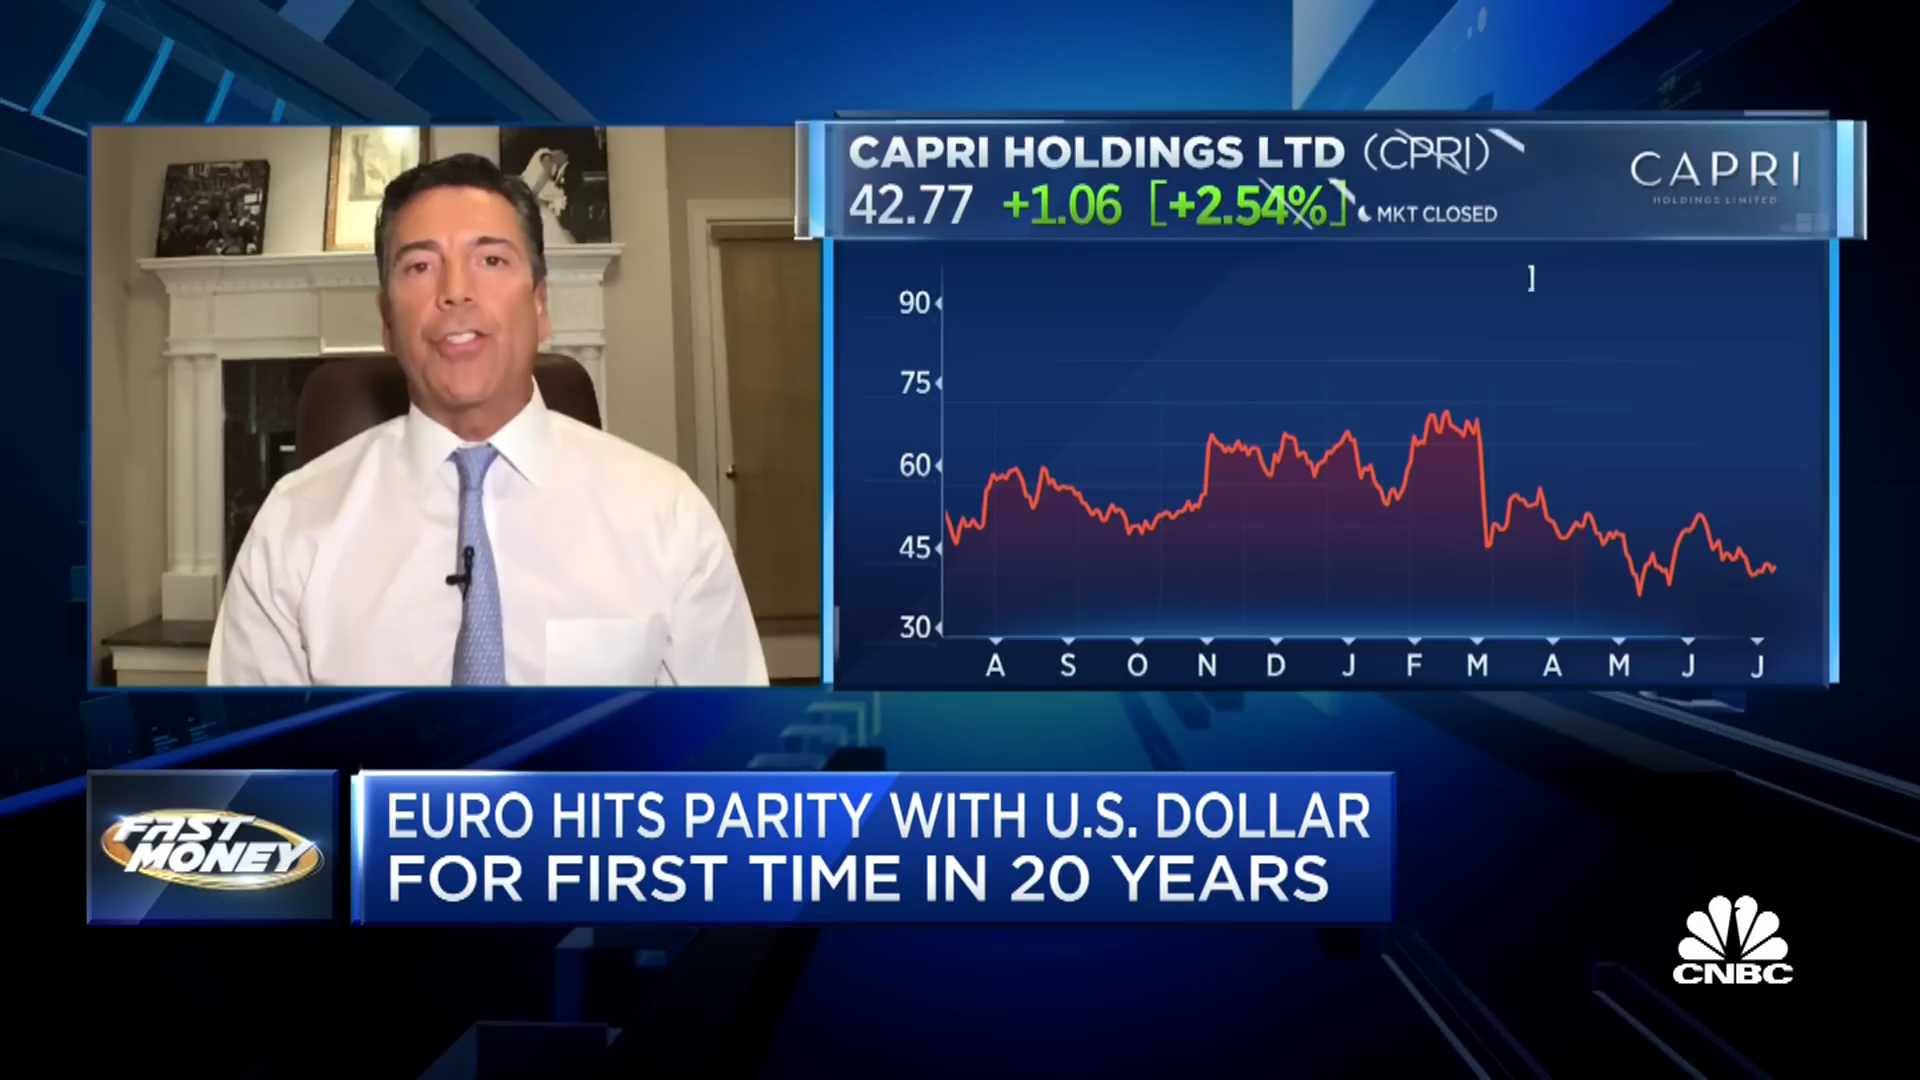 CAPRI HOLDINGS LTD (CPRI)
42.77 +1.06 [+2.54%] MKT CLOSED
CAPRI
HOLDINGS LIMITED
]
90
75
60
45
30
A S O N D J F M A M J J
FAST
MONEY
EURO HITS PARITY WITH U.S. DOLLAR
FOR FIRST TIME IN 20 YEARS
CNBC